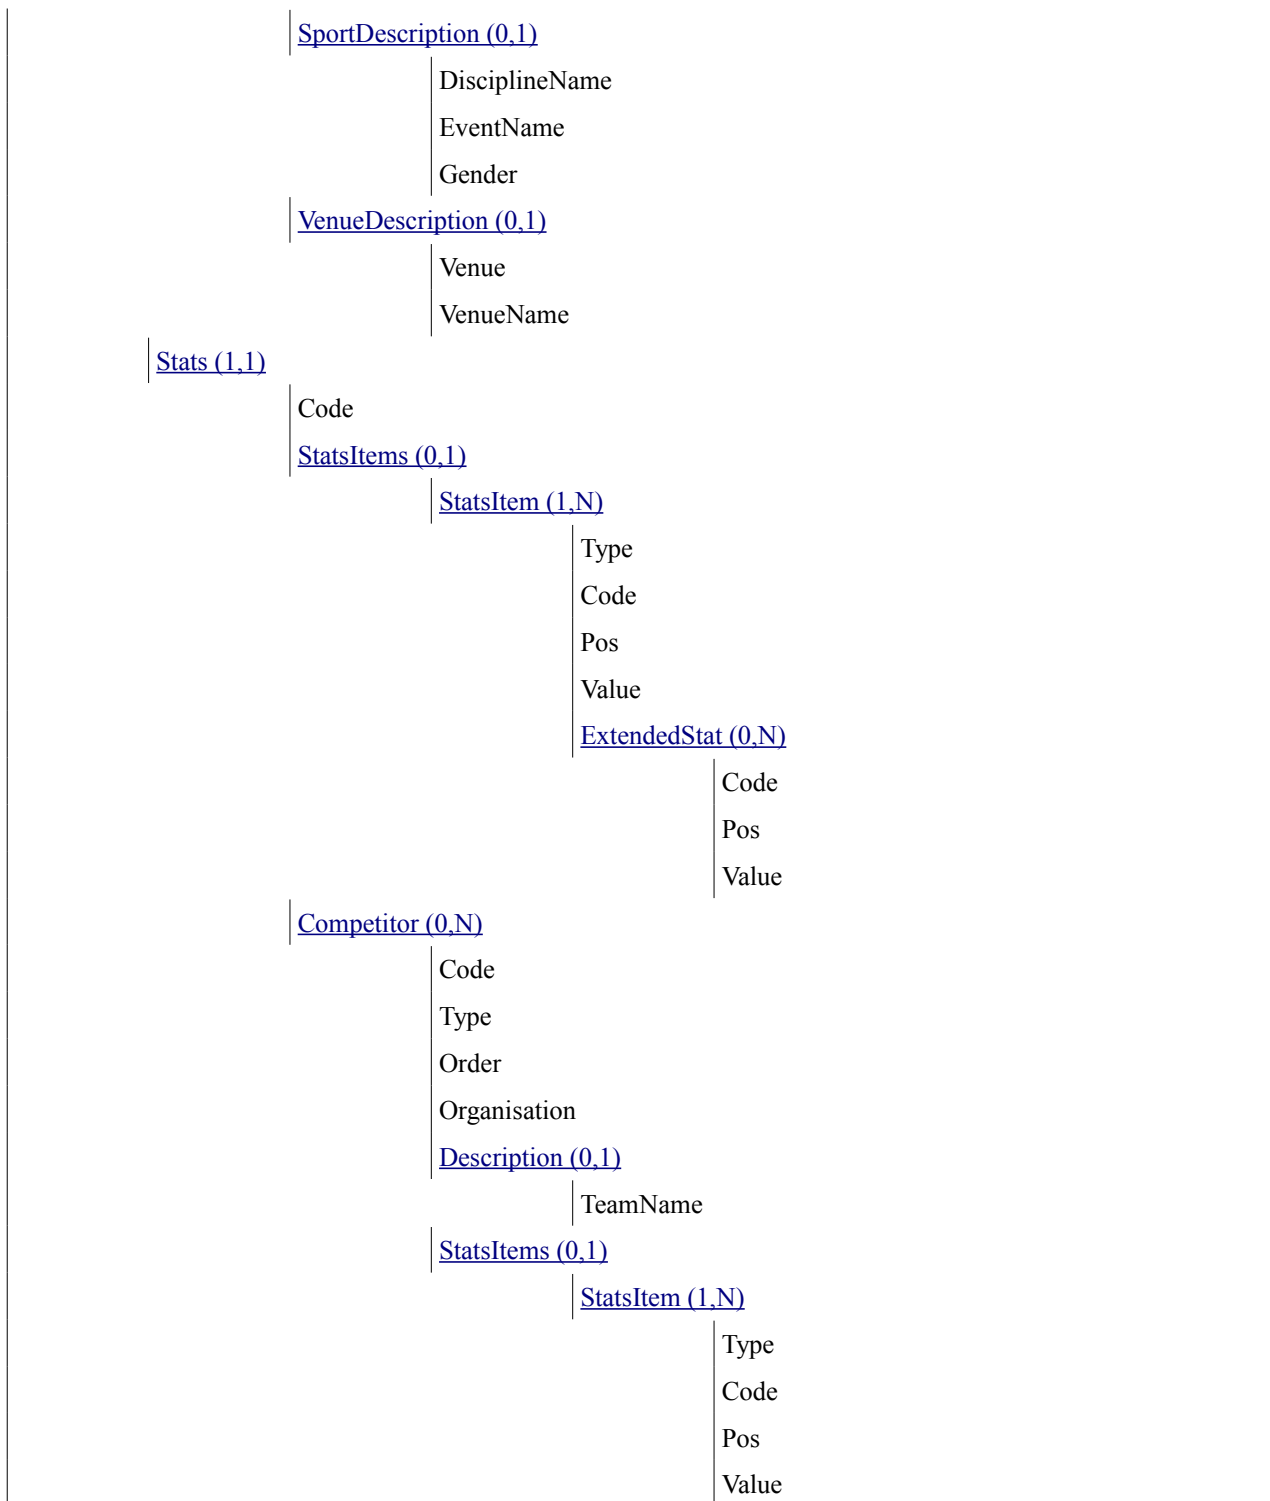 SportDescription (0,1)
DisciplineName
EventName
Gender
VenueDescription (0,1)
Venue
VenueName
Stats (1,1)
Code
StatsItems (0,1)
StatsItem (1,N)
Type
Code
Pos
Value
ExtendedStat (0,N)
Code
Pos
Value
Competitor (0,N)
Code
Type
Order
Organisation
Description (0,1)
TeamName
StatsItems (0,1)
StatsItem (1,N)
Type
Code
Pos
Value